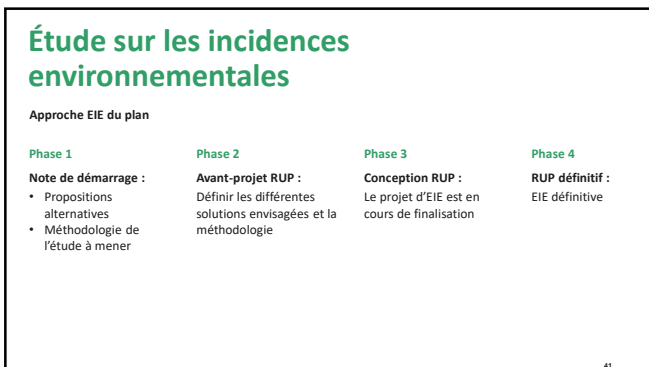 Étude sur les incidences
environnementales
Approche EIE du plan
Phase 1
Note de démarrage :
• Propositions
alternatives
• Méthodologie de
l'étude à mener
Phase 2
Avant-projet RUP :
Définir les différentes
solutions envisagées et la
méthodologie
Phase 3
Conception RUP :
Le projet d'EIE est en
cours de finalisation
Phase 4
RUP définitif :
EIE définitive
41